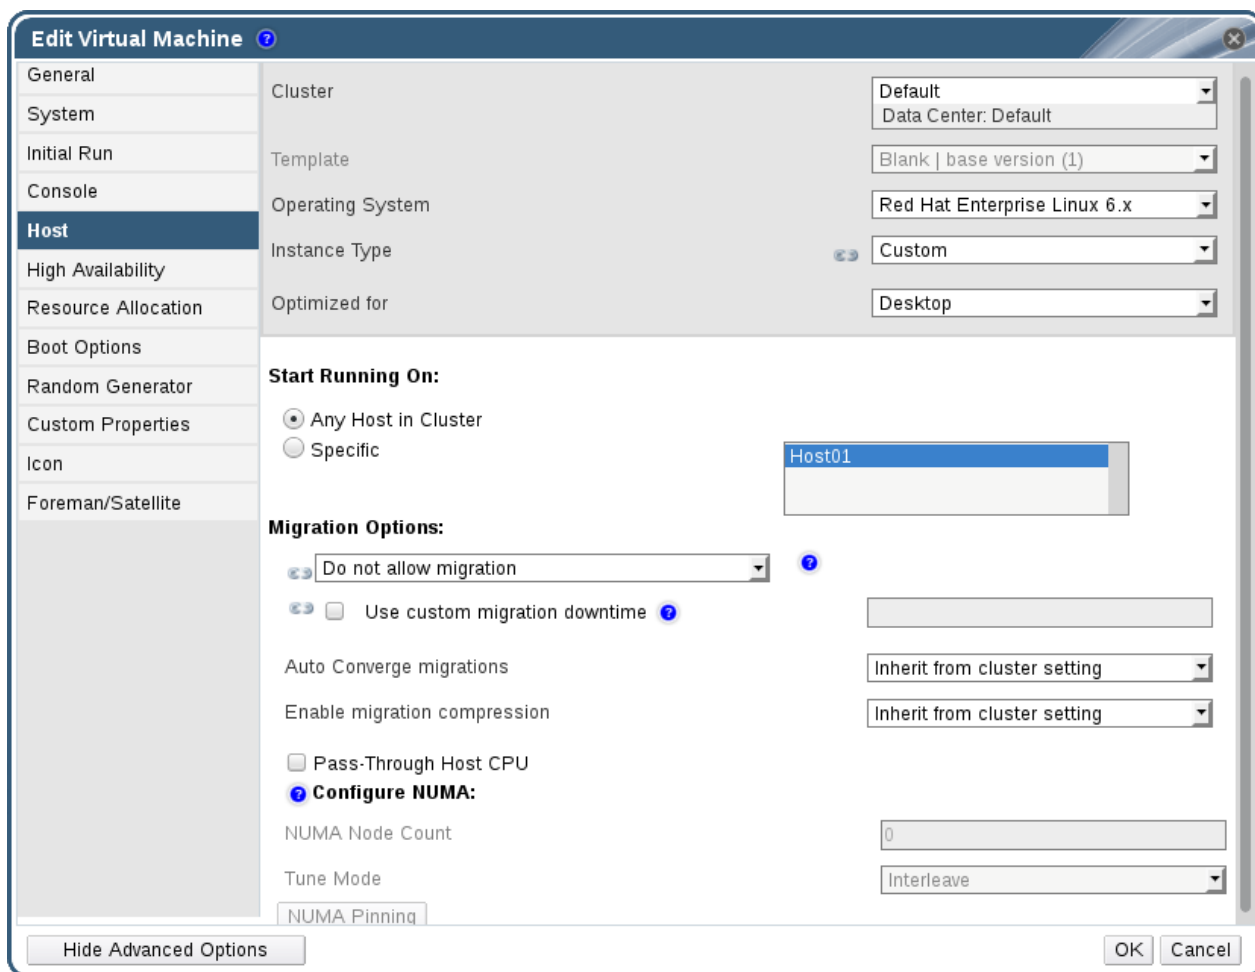 Edit Virtual Machine ?
General
System
Initial Run
Console
Host
High Availability
Resource Allocation
Boot Options
Random Generator
Custom Properties
Icon
Foreman/Satellite
Cluster Default
Data Center: Default
Template Blank | base version (1)
Operating System Red Hat Enterprise Linux 6.x
Instance Type Custom
Optimized for Desktop
Start Running On:
Any Host in Cluster
Specific
Host01
Migration Options:
Do not allow migration ?
Use custom migration downtime ?
Auto Converge migrations Inherit from cluster setting
Enable migration compression Inherit from cluster setting
Pass-Through Host CPU
? Configure NUMA:
NUMA Node Count 0
Tune Mode Interleave
NUMA Pinning
Hide Advanced Options OK Cancel